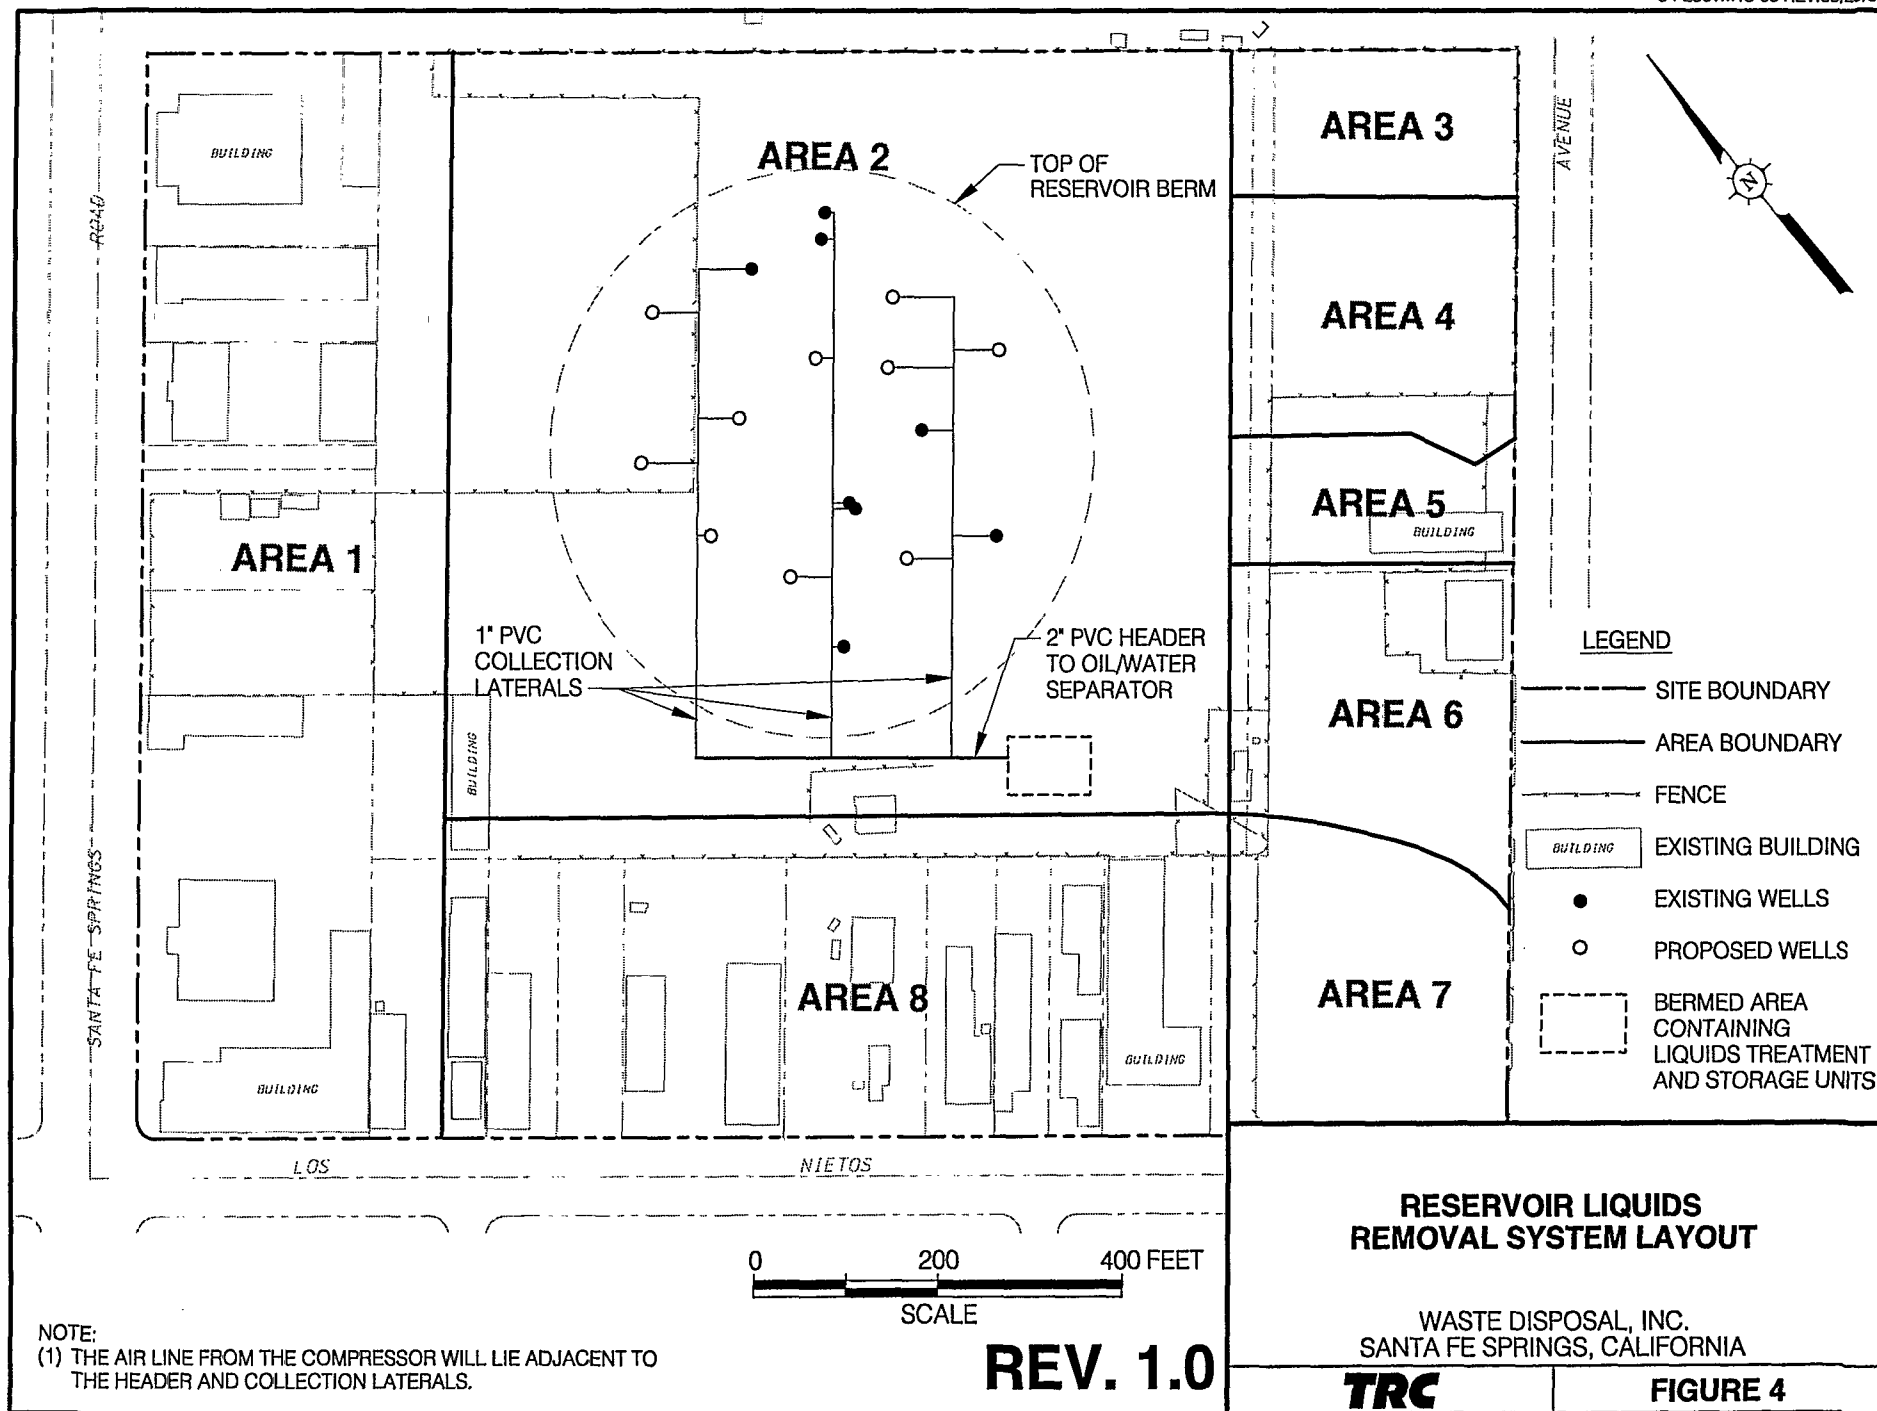 AREA 3
AVENUE
BUILDING
AREA 2
TOP OF
RESERVOIR BERM
N
ROAD
AREA 4
AREA 5
BUILDING
AREA 1
1" PVC
COLLECTION
LATERALS
2" PVC HEADER
TO OIL/WATER
SEPARATOR
LEGEND
SITE BOUNDARY
AREA 6
AREA BOUNDARY
BUILDING
FENCE
BUILDING
EXISTING BUILDING
EXISTING WELLS
SANTA FE SPRINGS
PROPOSED WELLS
AREA 8
AREA 7
BERMED AREA
CONTAINING
LIQUIDS TREATMENT
AND STORAGE UNITS
BUILDING
BUILDING
LOS NIETOS
RESERVOIR LIQUIDS
REMOVAL SYSTEM LAYOUT
0 200 400 FEET
SCALE
WASTE DISPOSAL, INC.
SANTA FE SPRINGS, CALIFORNIA
NOTE:
(1) THE AIR LINE FROM THE COMPRESSOR WILL LIE ADJACENT TO
THE HEADER AND COLLECTION LATERALS.
REV. 1.0
TRC
FIGURE 4